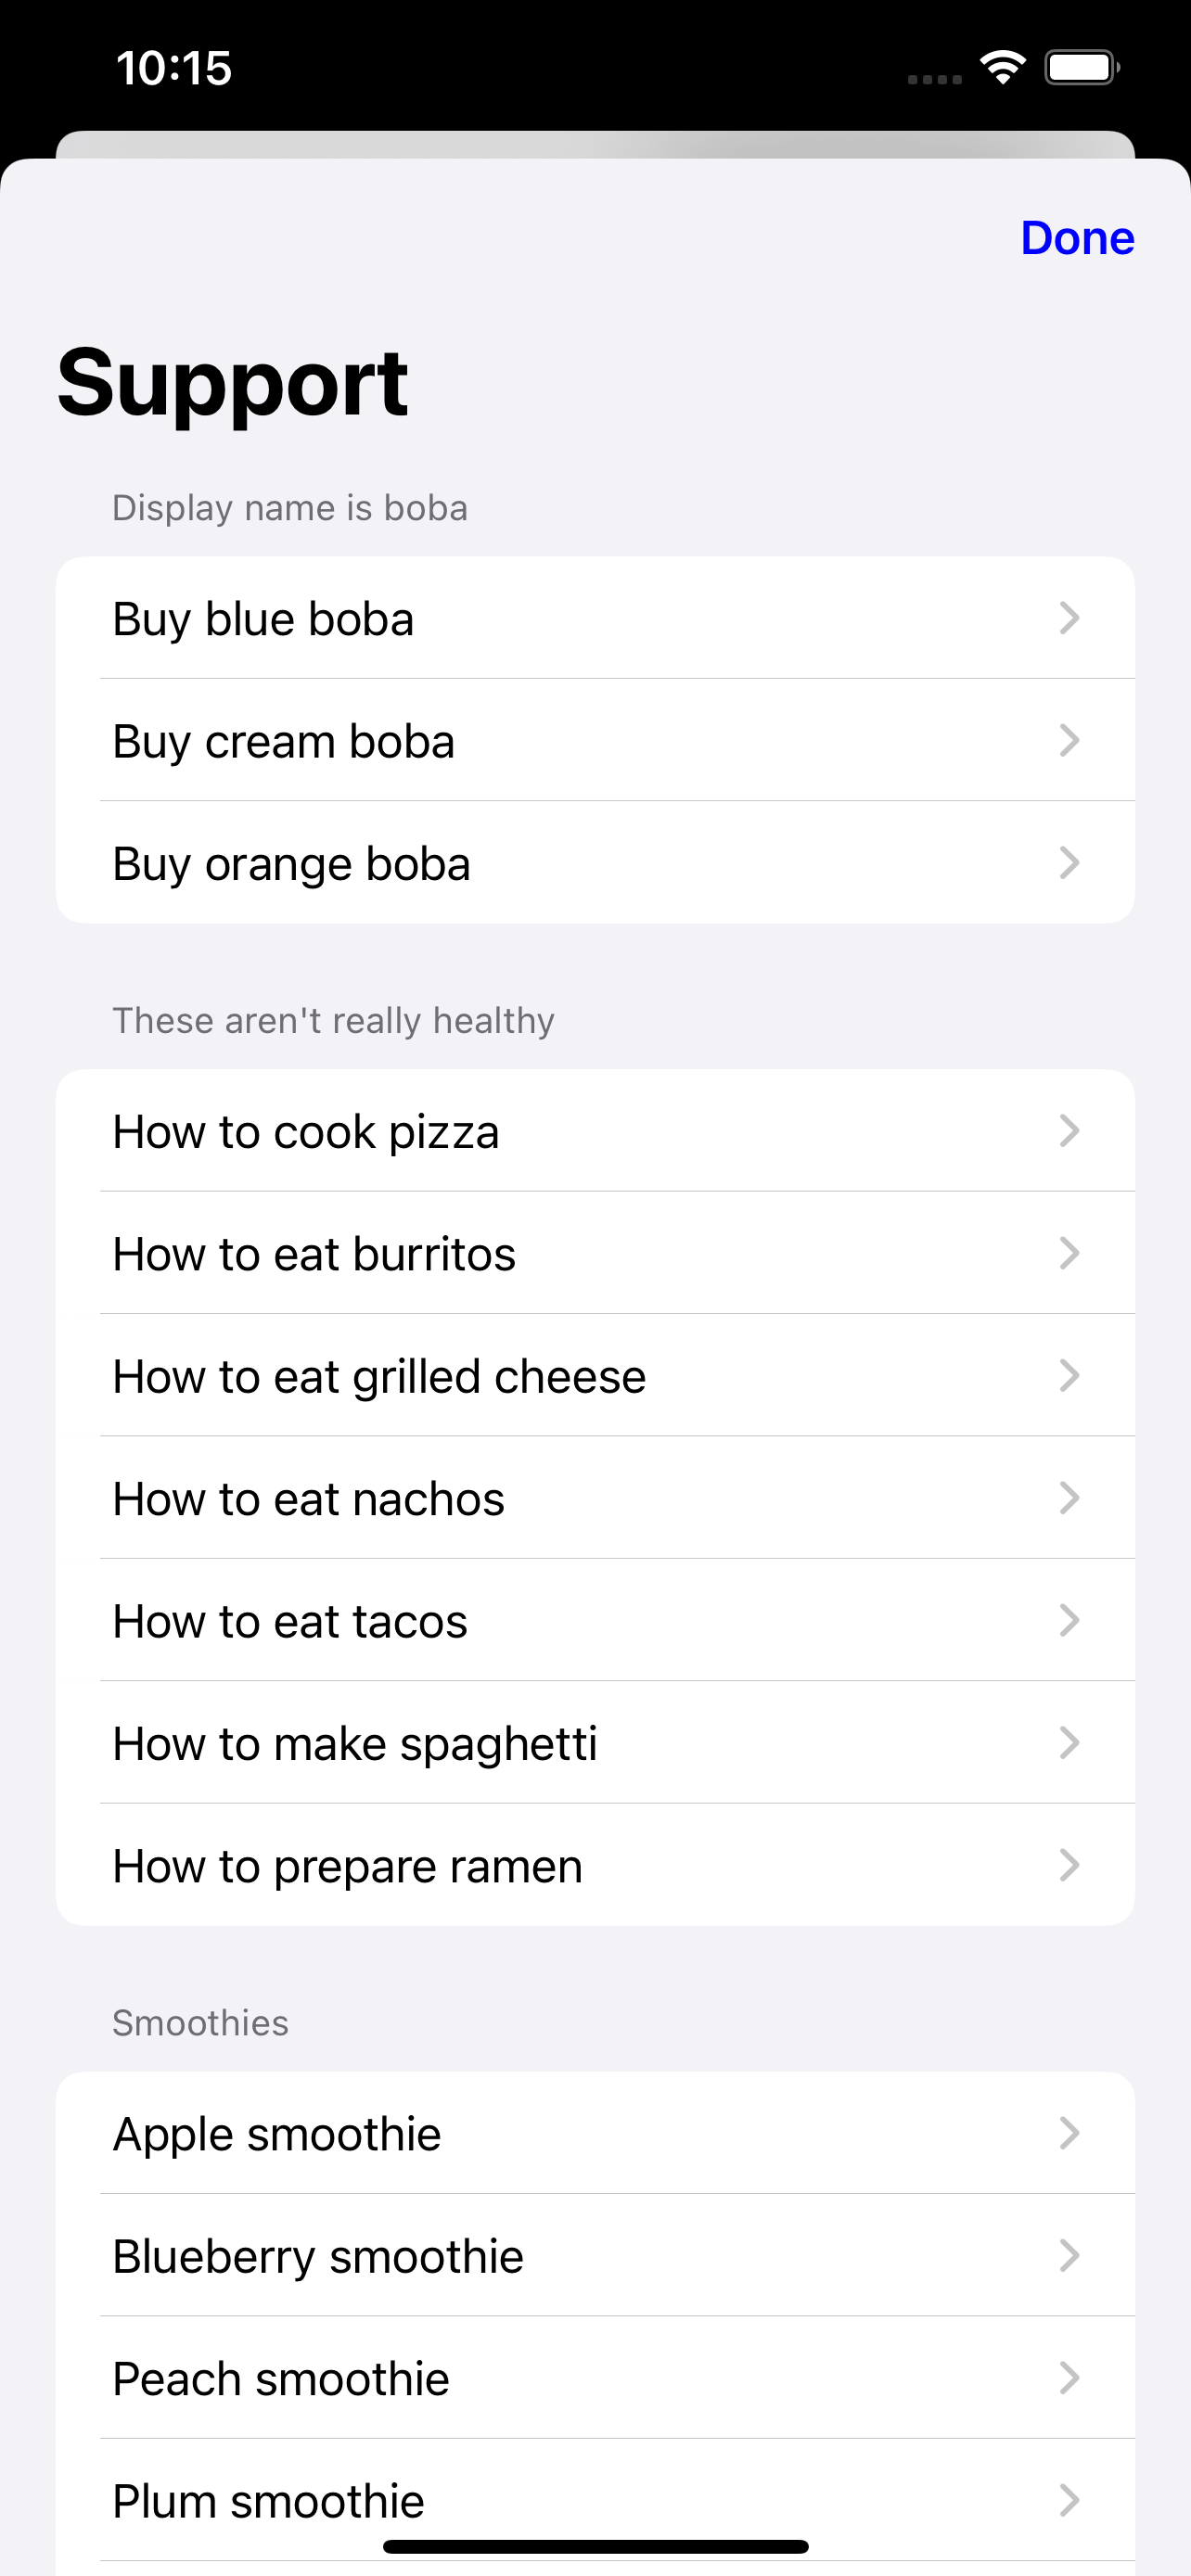 10:15
Done
Support
Display name is boba
Buy blue boba
Buy cream boba
Buy orange boba
These aren't really healthy
How to cook pizza
How to eat burritos
How to eat grilled cheese
How to eat nachos
How to eat tacos
How to make spaghetti
How to prepare ramen
Smoothies
Apple smoothie
Blueberry smoothie
Peach smoothie
Plum smoothie